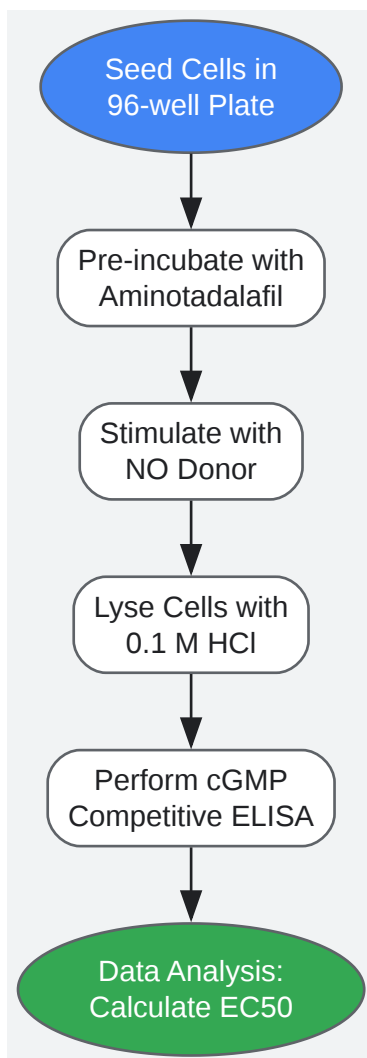 Seed Cells in
96-well Plate
Pre-incubate with
Aminotadalafil
Stimulate with
NO Donor
Lyse Cells with
0.1 M HCl
Perform cGMP
Competitive ELISA
Data Analysis:
Calculate EC50